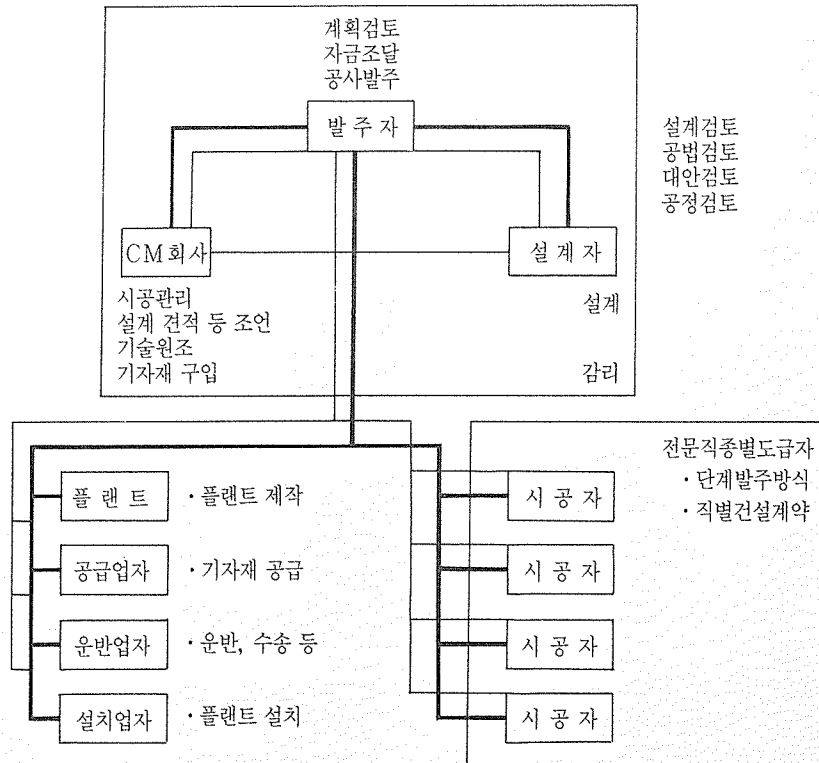 계획검토
자금조달
공사발주
발 주 자
설계검토
공법검토
대안검토
공정검토
CM회사
설 계 자
시공관리
설계 견적 등 조언
기술원조
기자재 구입
설계
감리
전문직종별도급자
· 단계발주방식
· 직별건설계약
플 랜 트 · 플랜트 제작
시 공 자
공급업자 · 기자재 공급
시 공 자
운반업자 · 운반, 수송 등
시 공 자
설치업자 · 플랜트 설치
시 공 자